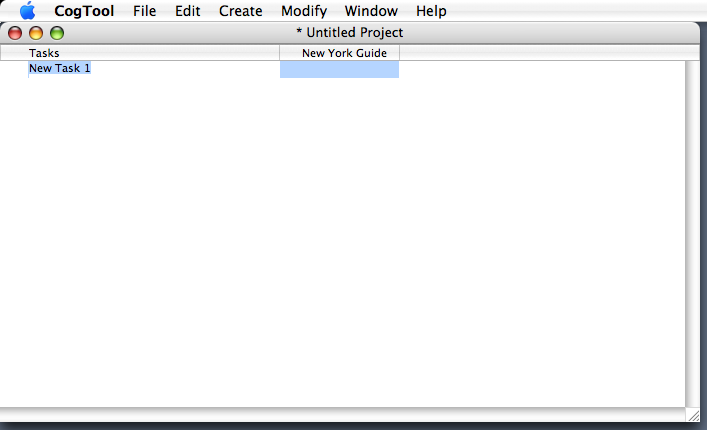 CogTool File Edit Create Modify Window Help
* Untitled Project
Tasks New York Guide
New Task 1